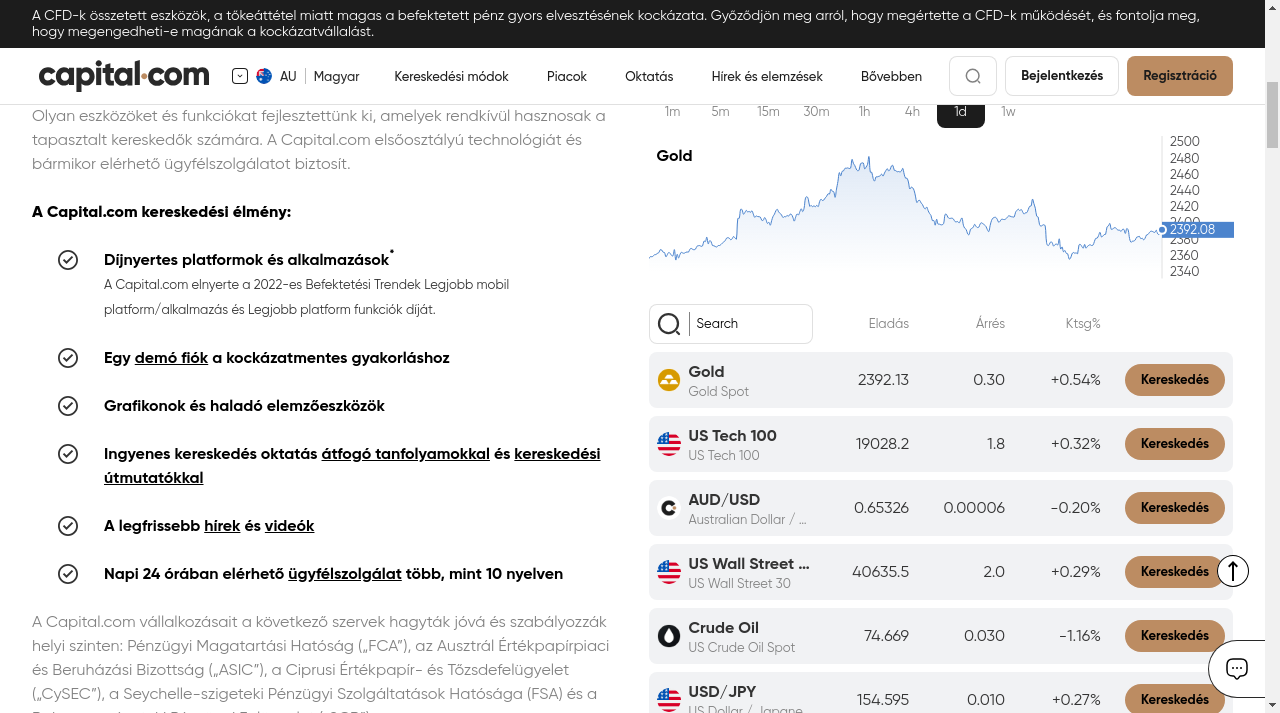 A CFD-k összetett eszközök, a tőkeáttétel miatt magas a befektetett pénz gyors elvesztésének kockázata. Győződjön meg arról, hogy megértette a CFD-k működését, és fontolja meg,
hogy megengedheti-e magának a kockázatvállalást.
capital.com
AU
Magyar
Kereskedési módok
Piacok
Oktatás
Hírek és elemzések
Bővebben
Bejelentkezés
Regisztráció
Olyan eszközöket és funkciókat fejlesztettünk ki, amelyek rendkívül hasznosak a
tapasztalt kereskedők számára. A Capital.com elsőosztályú technológiát és
bármikor elérhető ügyfélszolgálatot biztosít.
A Capital.com kereskedési élmény:
Díjnyertes platformok és alkalmazások*
A Capital.com elnyerte a 2022-es Befektetési Trendek Legjobb mobil
platform/alkalmazás és Legjobb platform funkciók díját.
Egy demó fiók a kockázatmentes gyakorláshoz
Grafikonok és haladó elemzőeszközök
Ingyenes kereskedés oktatás átfogó tanfolyamokkal és kereskedési
útmutatókkal
A legfrissebb hírek és videók
Napi 24 órában elérhető ügyfélszolgálat több, mint 10 nyelven
A Capital.com vállalkozásait a következő szervek hagyták jóvá és szabályozzák
helyi szinten: Pénzügyi Magatartási Hatóság („FCA”), az Ausztrál Értékpapírpiaci
és Beruházási Bizottság („ASIC”), a Ciprusi Értékpapír- és Tőzsdefelügyelet
(„CySEC”), a Seychelle-szigeteki Pénzügyi Szolgáltatások Hatósága (FSA) és a
1m 5m 15m 30m 1h 4h 1d 1w
Gold
2500
2480
2460
2440
2420
2400
2392.08
2380
2360
2340
Search
Eladás Árrés Ktsg%
Gold
Gold Spot
2392.13 0.30 +0.54% Kereskedés
US Tech 100
US Tech 100
19028.2 1.8 +0.32% Kereskedés
AUD/USD
Australian Dollar / ...
0.65326 0.00006 -0.20% Kereskedés
US Wall Street ...
US Wall Street 30
40635.5 2.0 +0.29% Kereskedés
Crude Oil
US Crude Oil Spot
74.669 0.030 -1.16% Kereskedés
USD/JPY
US Dollar / Japane
154.595 0.010 +0.27% Kereskedés